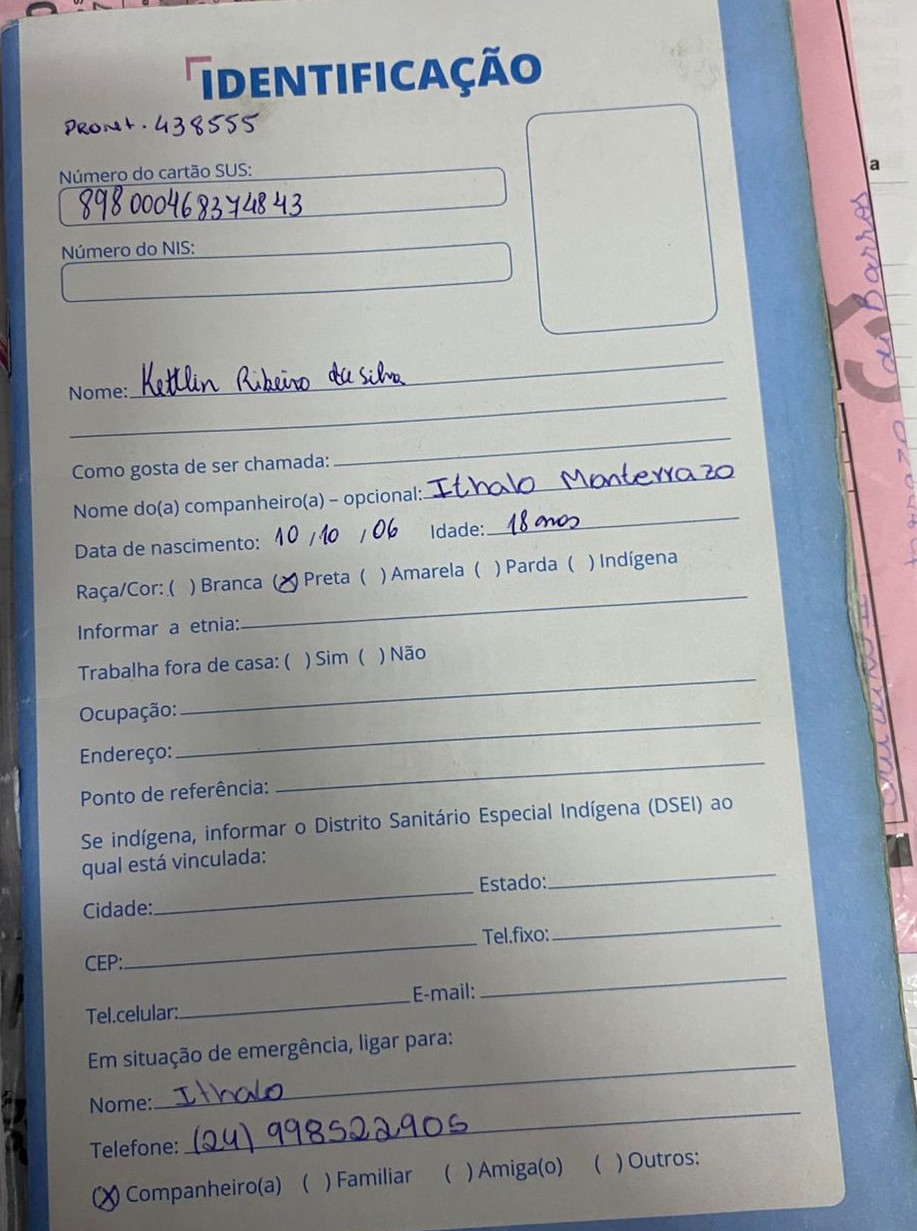 IDENTIFICAÇÃO
PRONT. 438555
Número do cartão SUS:
898 000468374843
Número do NIS:
Nome: Kettlin Ribeiro da Silva
Como gosta de ser chamada:
Nome do(a) companheiro(a) – opcional: Ithalo Monterrazo
Data de nascimento: 10/10/06 Idade: 18 anos
Raça/Cor: ( ) Branca (X) Preta ( ) Amarela ( ) Parda ( ) Indígena
Informar a etnia:
Trabalha fora de casa: ( ) Sim ( ) Não
Ocupação:
Endereço:
Ponto de referência:
Se indígena, informar o Distrito Sanitário Especial Indígena (DSEI) ao
qual está vinculada:
Cidade: Estado:
CEP: Tel.fixo:
Tel.celular: E-mail:
Em situação de emergência, ligar para:
Nome: Ithalo
Telefone: (24) 998522905
(X) Companheiro(a) ( ) Familiar ( ) Amiga(o) ( ) Outros:
a
de Barros